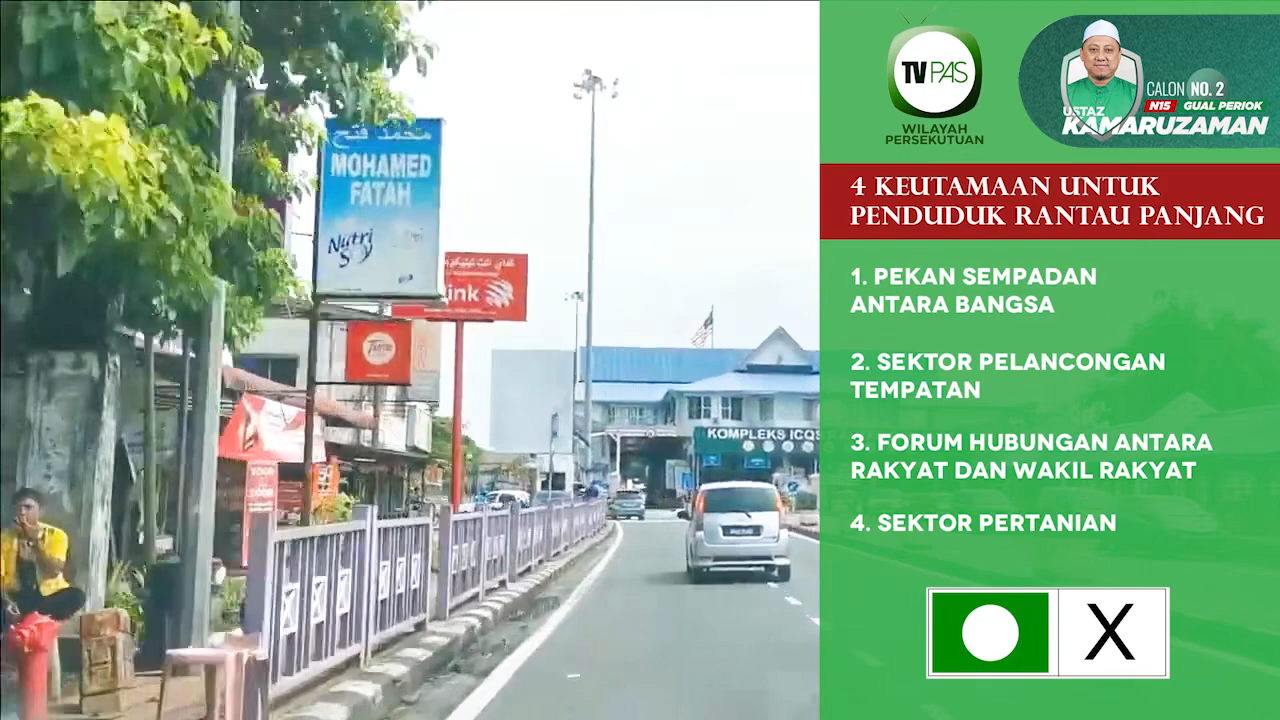 محمد فتح
MOHAMED
FATAH
Nutri
Soy
ink
KOMPLEKS ICQS
TV PAS
WILAYAH
PERSEKUTUAN
CALON NO. 2
N15 GUAL PERIOK
USTAZ
KAMARUZAMAN
4 KEUTAMAAN UNTUK
PENDUDUK RANTAU PANJANG
1. PEKAN SEMPADAN
ANTARA BANGSA
2. SEKTOR PELANCONGAN
TEMPATAN
3. FORUM HUBUNGAN ANTARA
RAKYAT DAN WAKIL RAKYAT
4. SEKTOR PERTANIAN
X